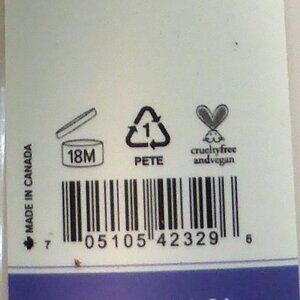 18M
1
PETE
crueltyfree
andvegan
MADE IN CANADA
7 05105 42329 6